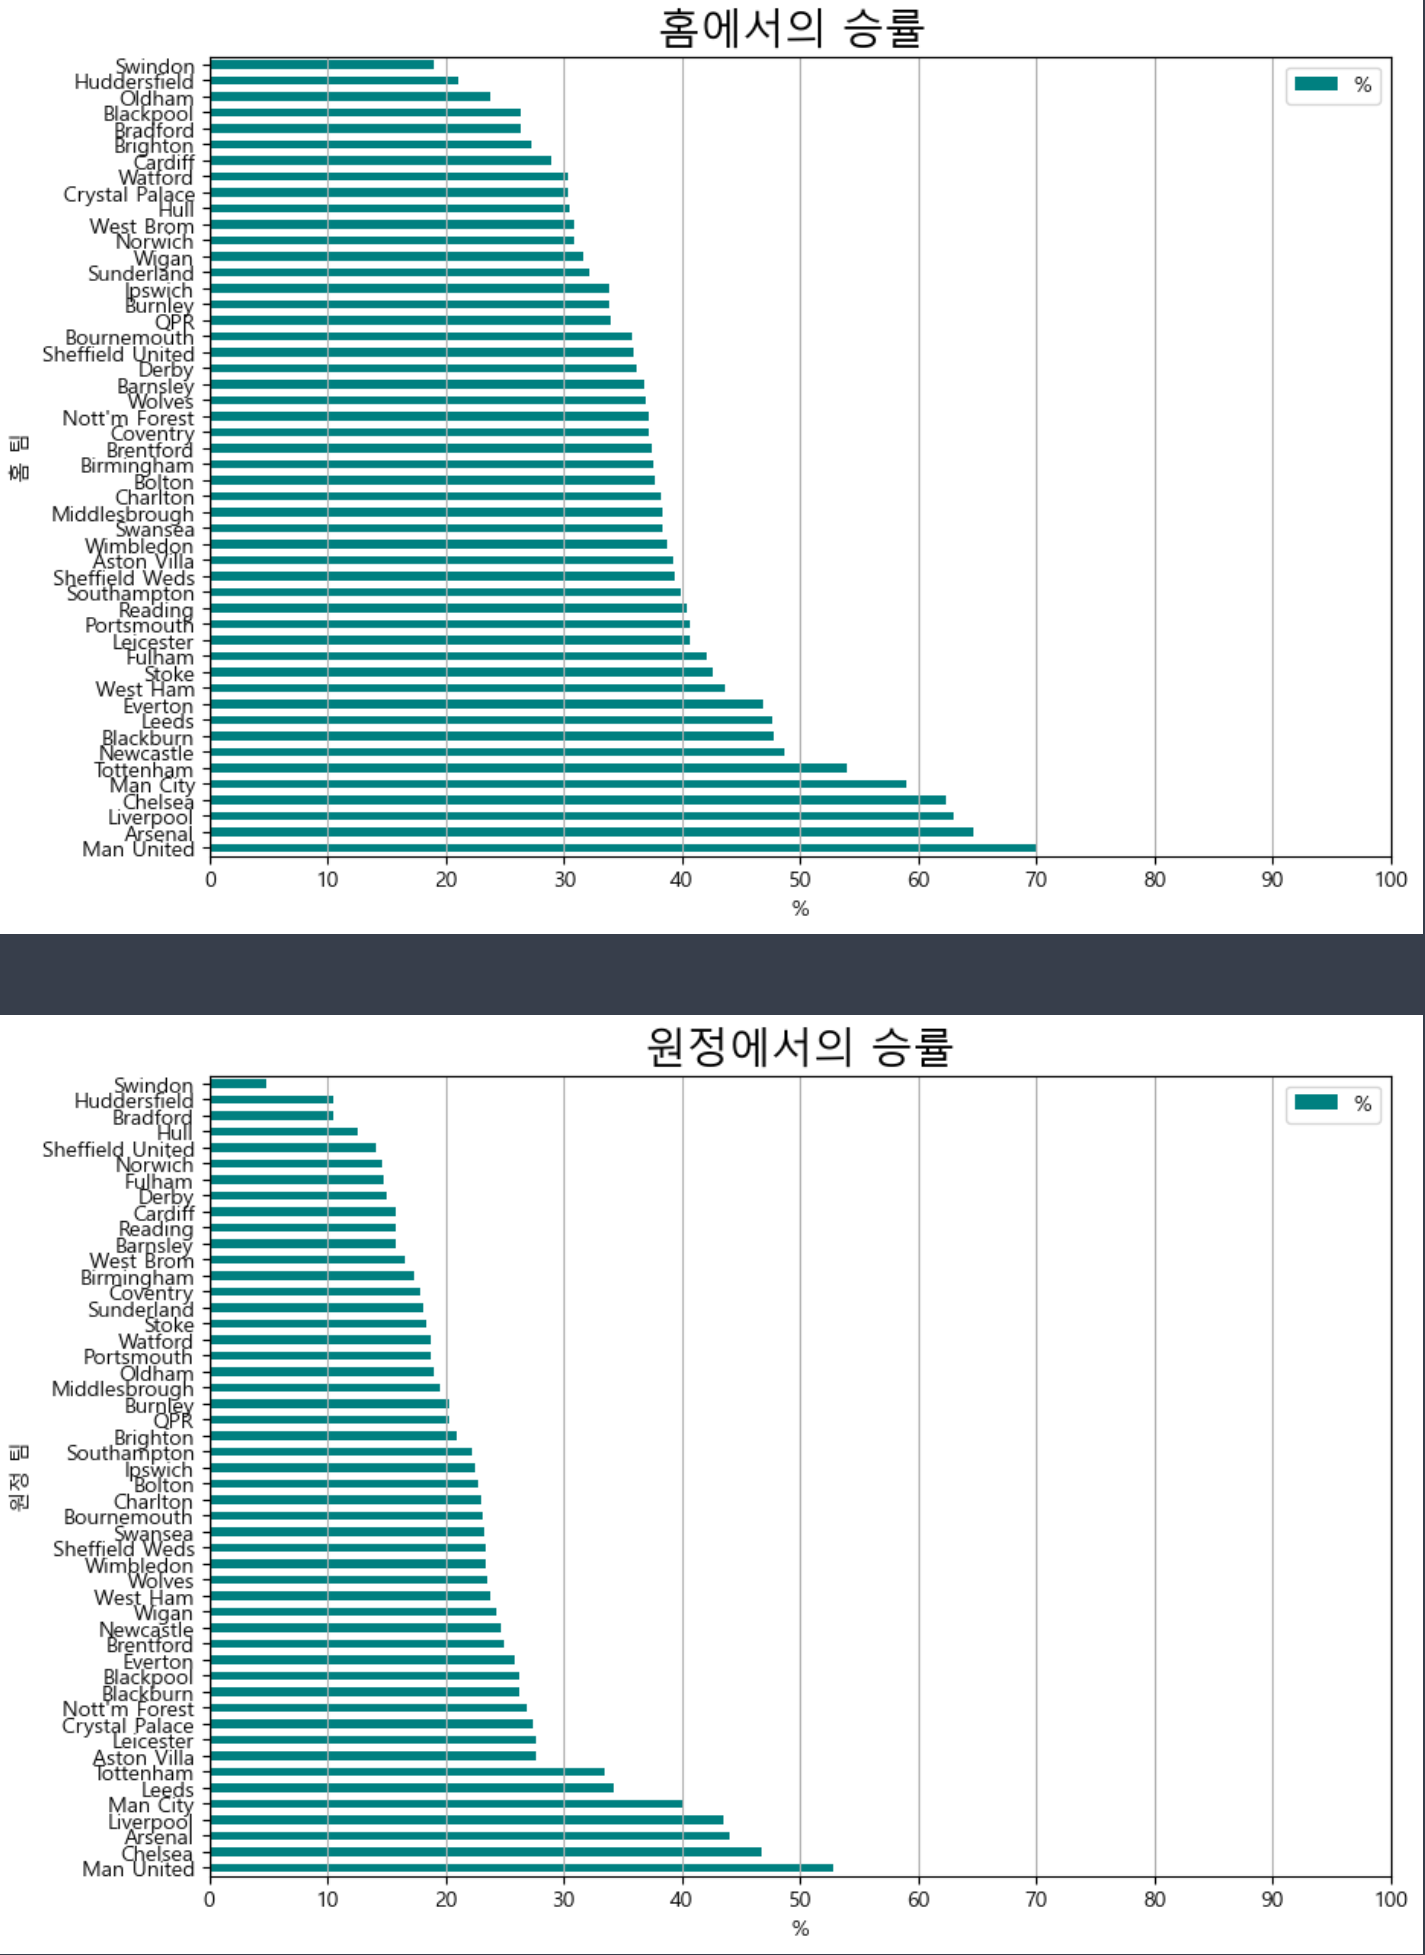 홈에서의 승률
%
Swindon
Huddersfield
Oldham
Blackpool
Bradford
Brighton
Cardiff
Watford
Crystal Palace
Hull
West Brom
Norwich
Wigan
Sunderland
Ipswich
Burnley
QPR
Bournemouth
Sheffield United
Derby
Barnsley
Wolves
Nott'm Forest
Coventry
Brentford
Birmingham
Bolton
Charlton
Middlesbrough
Swansea
Wimbledon
Aston Villa
Sheffield Weds
Southampton
Reading
Portsmouth
Leicester
Fulham
Stoke
West Ham
Everton
Leeds
Blackburn
Newcastle
Tottenham
Man City
Chelsea
Liverpool
Arsenal
Man United
홈 팀
0 10 20 30 40 50 60 70 80 90 100
%
원정에서의 승률
%
Swindon
Huddersfield
Bradford
Hull
Sheffield United
Norwich
Fulham
Derby
Cardiff
Reading
Barnsley
West Brom
Birmingham
Coventry
Sunderland
Stoke
Watford
Portsmouth
Oldham
Middlesbrough
Burnley
QPR
Brighton
Southampton
Ipswich
Bolton
Charlton
Bournemouth
Swansea
Sheffield Weds
Wimbledon
Wolves
West Ham
Wigan
Newcastle
Brentford
Everton
Blackpool
Blackburn
Nott'm Forest
Crystal Palace
Leicester
Aston Villa
Tottenham
Leeds
Man City
Liverpool
Arsenal
Chelsea
Man United
원정 팀
0 10 20 30 40 50 60 70 80 90 100
%